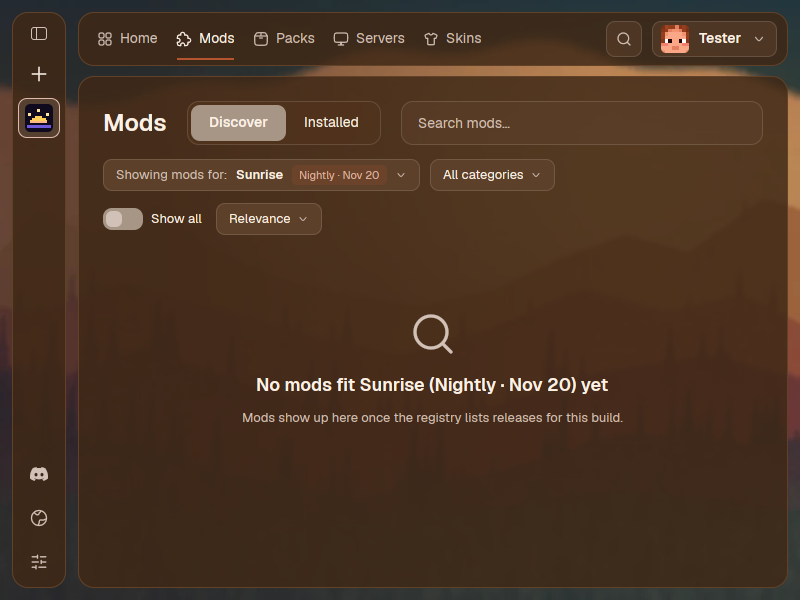 Home Mods Packs Servers Skins Tester
Mods Discover Installed Search mods...
Showing mods for: Sunrise Nightly · Nov 20 All categories
Show all Relevance
No mods fit Sunrise (Nightly · Nov 20) yet
Mods show up here once the registry lists releases for this build.